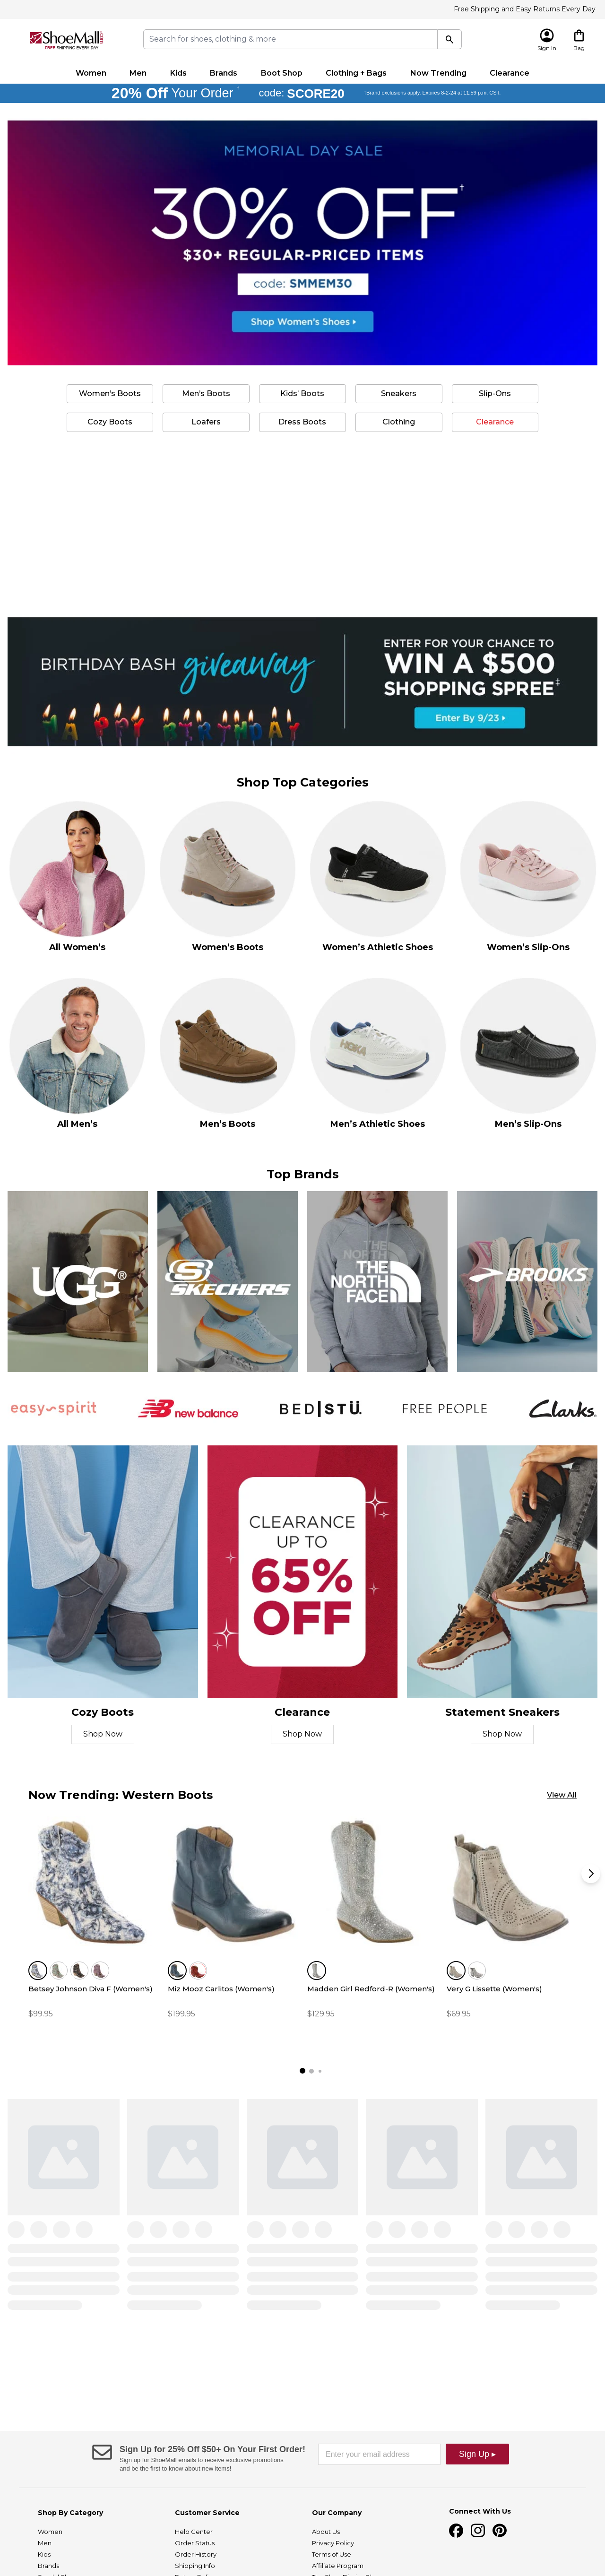 Free Shipping and Easy Returns Every Day
ShoeMall
FREE SHIPPING EVERY DAY
Search for shoes, clothing & more
Sign In
Bag
Women
Men
Kids
Brands
Boot Shop
Clothing + Bags
Now Trending
Clearance
20% Off Your Order † code: SCORE20 †Brand exclusions apply. Expires 8-2-24 at 11:59 p.m. CST.
MEMORIAL DAY SALE
30% OFF†
$30+ REGULAR-PRICED ITEMS
code: SMMEM30
Shop Women's Shoes ▸
Women's Boots
Men's Boots
Kids' Boots
Sneakers
Slip-Ons
Cozy Boots
Loafers
Dress Boots
Clothing
Clearance
BIRTHDAY BASH giveaway
HAPPY BIRTHDAY
ENTER FOR YOUR CHANCE TO
WIN A $500
SHOPPING SPREE‡
Enter By 9/23 ▸
Shop Top Categories
All Women's
Women's Boots
Women's Athletic Shoes
Women's Slip-Ons
HOKA
All Men's
Men's Boots
Men's Athletic Shoes
Men's Slip-Ons
Top Brands
UGG®
SKECHERS
THE NORTH
THE
NORTH
FACE
BROOKS
easy spirit
new balance
BED|STÜ.
FREE PEOPLE
Clarks.
CLEARANCE
UP TO
65%
OFF
Cozy Boots
Clearance
Statement Sneakers
Shop Now
Shop Now
Shop Now
Now Trending: Western Boots
View All
Betsey Johnson Diva F (Women's)
Miz Mooz Carlitos (Women's)
Madden Girl Redford-R (Women's)
Very G Lissette (Women's)
$99.95
$199.95
$129.95
$69.95
Sign Up for 25% Off $50+ On Your First Order!
Sign up for ShoeMall emails to receive exclusive promotions
and be the first to know about new items!
Enter your email address
Sign Up ▸
Shop By Category
Women
Men
Kids
Brands
Customer Service
Help Center
Order Status
Order History
Shipping Info
Our Company
About Us
Privacy Policy
Terms of Use
Affiliate Program
Connect With Us